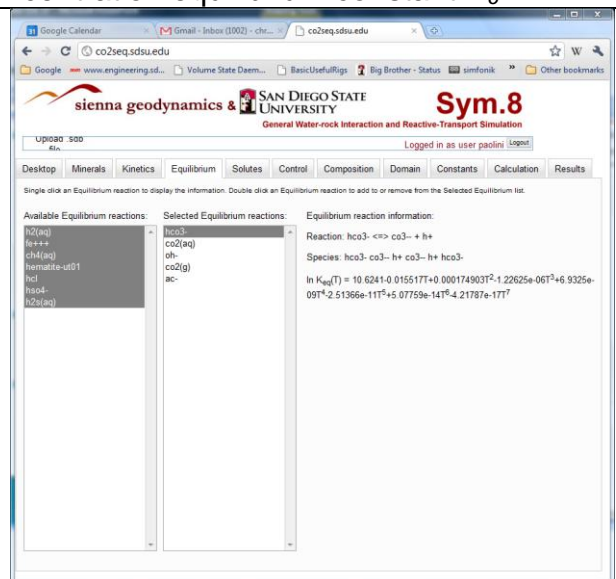 Google Calendar
Gmail - Inbox (1002) - chr...
co2seq.sdsu.edu
co2seq.sdsu.edu
Google
www.engineering.sd...
Volume State Daem...
BasicUsefulRigs
Big Brother - Status
simfonik
»
Other bookmarks
sienna geodynamics & SAN DIEGO STATE UNIVERSITY
Sym.8
General Water-rock Interaction and Reactive-Transport Simulation
Upload .sdb
Logged in as user paolini Logout
Desktop Minerals Kinetics Equilibrium Solutes Control Composition Domain Constants Calculation Results
Single click an Equilibrium reaction to display the information. Double click an Equilibrium reaction to add to or remove from the Selected Equilibrium list.
Available Equilibrium reactions:
h2(aq)
fe+++
ch4(aq)
hematite-ut01
hcl
hso4-
h2s(aq)
Selected Equilibrium reactions:
hco3-
co2(aq)
oh-
co2(g)
ac-
Equilibrium reaction information:
Reaction: hco3- <=> co3-- + h+
Species: hco3- co3-- h+ co3-- h+ hco3-
ln Keq(T) = 10.6241-0.015517T+0.000174903T²-1.22625e-06T³+6.9325e-
09T⁴-2.51366e-11T⁵+5.07759e-14T⁶-4.21787e-
17T⁷